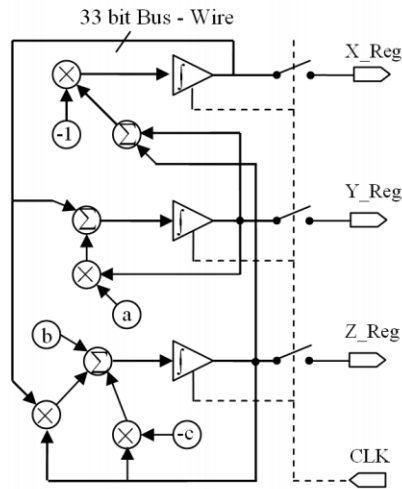 33 bit Bus - Wire
X_Reg
-1
Σ
∫
Y_Reg
Σ
∫
a
b
Z_Reg
Σ
∫
-c
CLK